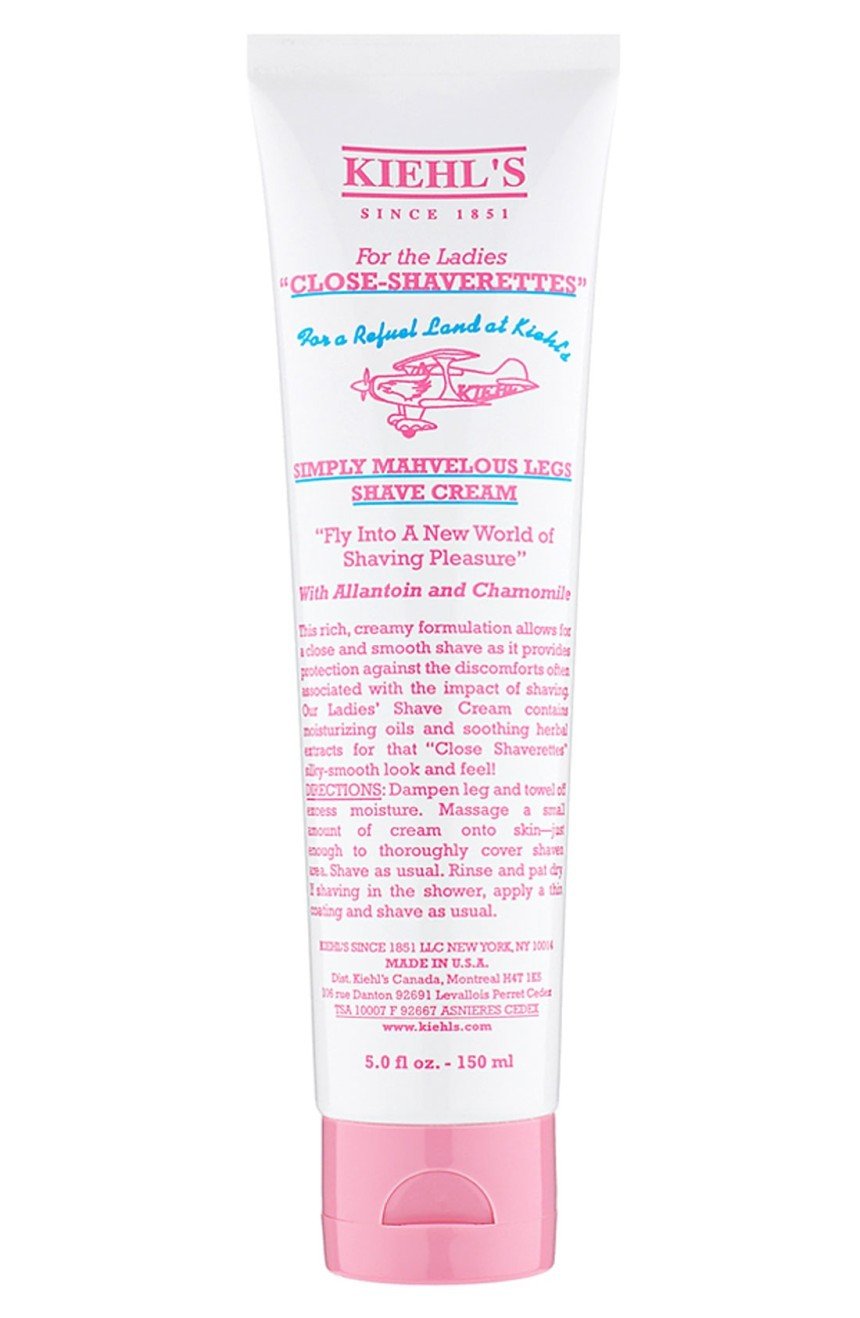 KIEHL'S
SINCE 1851
For the Ladies
"CLOSE-SHAVERETTES"
For a Refuel Land at Kiehl's
KIEHL
SIMPLY MAHVELOUS LEGS
SHAVE CREAM
"Fly Into A New World of
Shaving Pleasure"
With Allantoin and Chamomile
This rich, creamy formulation allows for
a close and smooth shave as it provides
protection against the discomforts often
associated with the impact of shaving.
Our Ladies' Shave Cream contains
moisturizing oils and soothing herbal
extracts for that "Close Shaverettes"
silky-smooth look and feel!
DIRECTIONS: Dampen leg and towel off
excess moisture. Massage a small
amount of cream onto skin—just
enough to thoroughly cover shaven
area. Shave as usual. Rinse and pat dry.
If shaving in the shower, apply a thin
coating and shave as usual.
KIEHL'S SINCE 1851 LLC NEW YORK, NY 10014
MADE IN U.S.A.
Dist. Kiehl's Canada, Montreal H4T 1K5
106 rue Danton 92691 Levallois Perret Cedex
TSA 10007 F 92667 ASNIERES CEDEX
www.kiehls.com
5.0 fl oz. - 150 ml